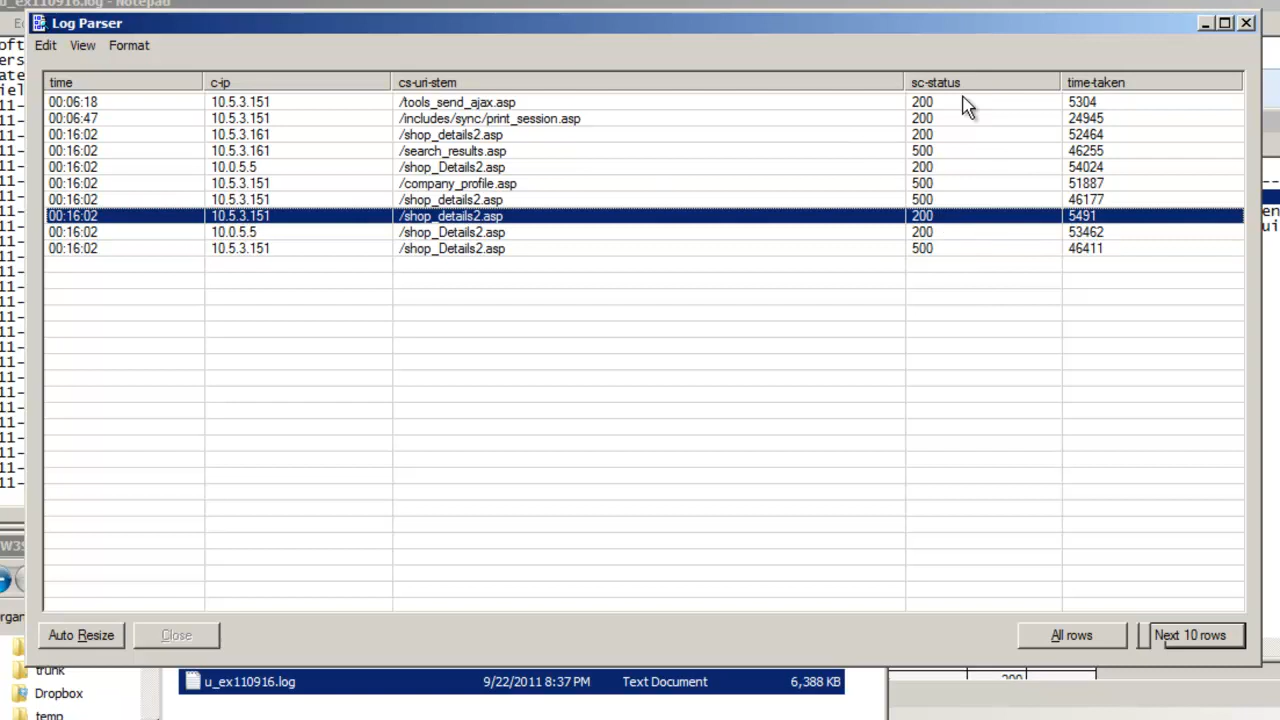 u_ex110916.log - Notepad
Log Parser
Edit View Format
time c-ip cs-uri-stem sc-status time-taken
00:06:18 10.5.3.151 /tools_send_ajax.asp 200 5304
00:06:47 10.5.3.151 /includes/sync/print_session.asp 200 24945
00:16:02 10.5.3.161 /shop_details2.asp 200 52464
00:16:02 10.5.3.161 /search_results.asp 500 46255
00:16:02 10.0.5.5 /shop_Details2.asp 200 54024
00:16:02 10.5.3.151 /company_profile.asp 500 51887
00:16:02 10.5.3.151 /shop_details2.asp 500 46177
00:16:02 10.5.3.151 /shop_details2.asp 200 5491
00:16:02 10.0.5.5 /shop_Details2.asp 200 53462
00:16:02 10.5.3.151 /shop_Details2.asp 500 46411
Auto Resize Close All rows Next 10 rows
trunk
u_ex110916.log 9/22/2011 8:37 PM Text Document 6,388 KB
Dropbox
temp